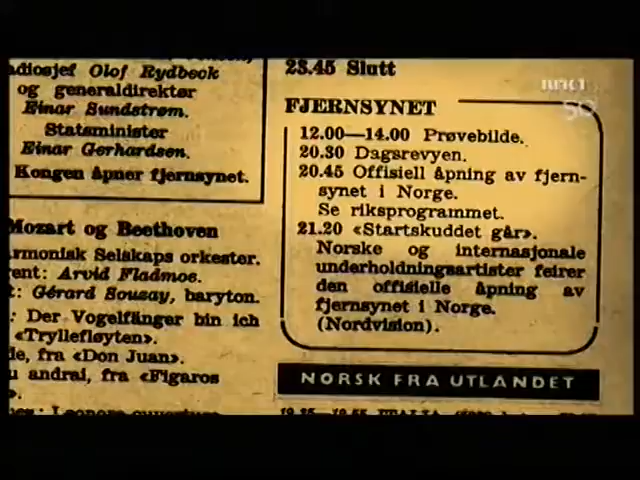 adiosjef Olof Rydbeck
og generaldirektør
Einar Sundstrøm.
Statsminister
Einar Gerhardsen.
Kongen åpner fjernsynet.
Mozart og Beethoven
rmonisk Selskaps orkester.
ent: Arvid Fladmoe.
t: Gérard Sousay, baryton.
: Der Vogelfänger bin ich
«Tryllefløyten».
de, fra «Don Juan».
u andrai, fra «Figaros
».
23.45 Slutt
FJERNSYNET
12.00—14.00 Prøvebilde.
20.30 Dagsrevyen.
20.45 Offisiell åpning av fjern-
synet i Norge.
Se riksprogrammet.
21.20 «Startskuddet går».
Norske og internasjonale
underholdningsartister feirer
den offisielle åpning av
fjernsynet i Norge.
(Nordvision).
NORSK FRA UTLANDET
NRK1